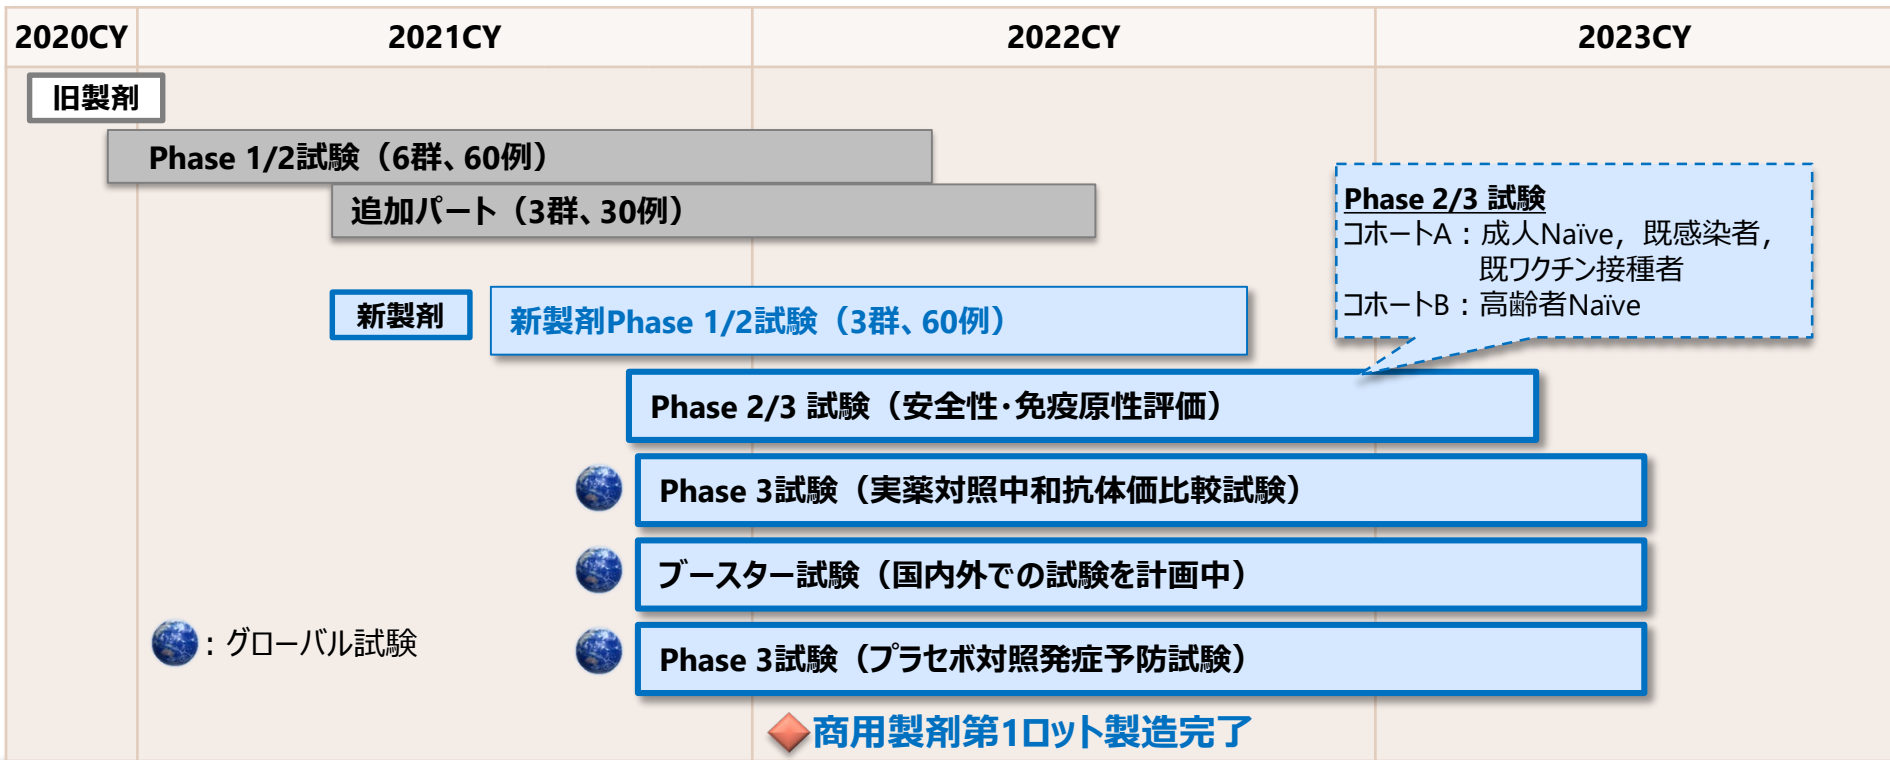 2020CY
2021CY
2022CY
2023CY
旧製剤
Phase 1/2試験（6群、60例）
追加パート（3群、30例）
Phase 2/3 試験
コホートA：成人Naïve，既感染者，
既ワクチン接種者
コホートB：高齢者Naïve
新製剤
新製剤Phase 1/2試験（3群、60例）
Phase 2/3 試験（安全性･免疫原性評価）
Phase 3試験（実薬対照中和抗体価比較試験）
ブースター試験（国内外での試験を計画中）
：グローバル試験
Phase 3試験（プラセボ対照発症予防試験）
商用製剤第1ロット製造完了